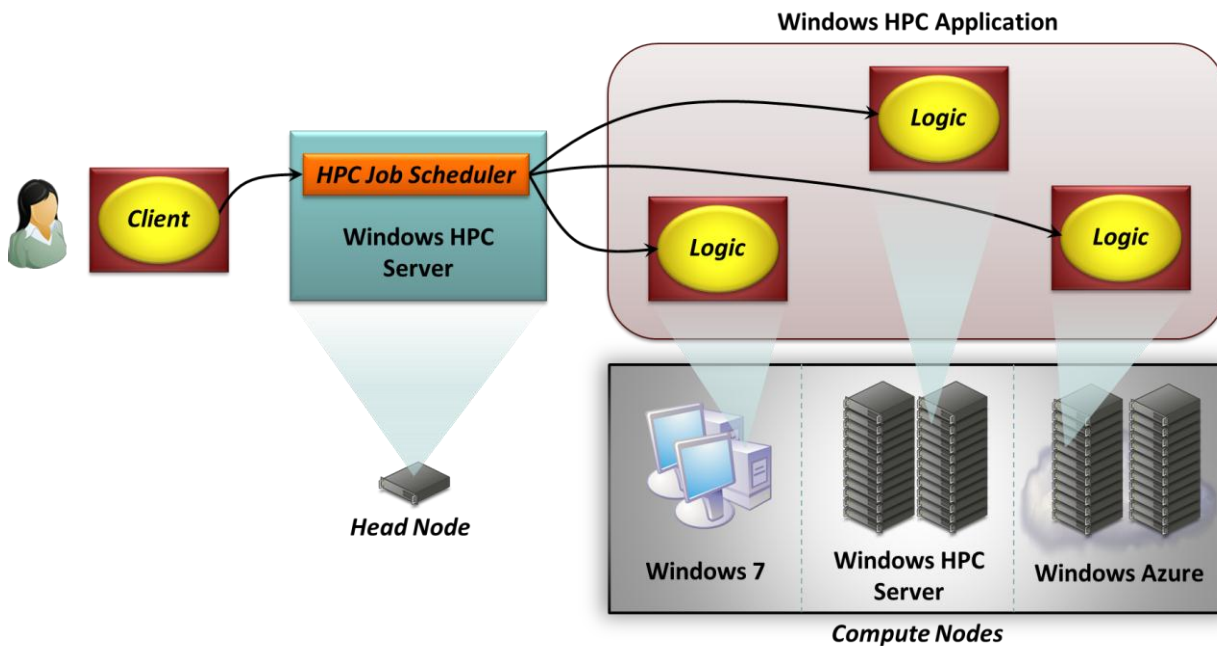 Windows HPC Application
Logic
HPC Job Scheduler
Client
Windows HPC
Server
Logic
Logic
Head Node
Windows 7
Windows HPC
Server
Windows Azure
Compute Nodes